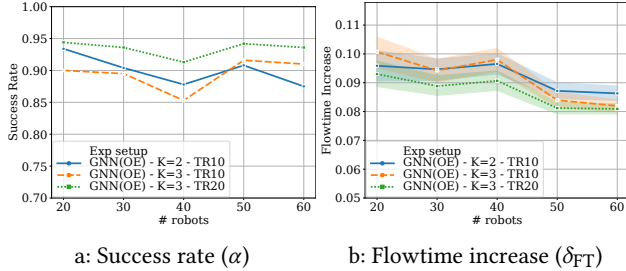 1.00
0.95
0.90
0.85
0.80
0.75
0.70
Success Rate
Exp setup
GNN(OE) - K=2 - TR10
GNN(OE) - K=3 - TR10
GNN(OE) - K=3 - TR20
20 30 40 50 60
# robots
a: Success rate (α)
0.11
0.10
0.09
0.08
0.07
0.06
0.05
Flowtime Increase
Exp setup
GNN(OE) - K=2 - TR10
GNN(OE) - K=3 - TR10
GNN(OE) - K=3 - TR20
20 30 40 50 60
# robots
b: Flowtime increase (δFT)